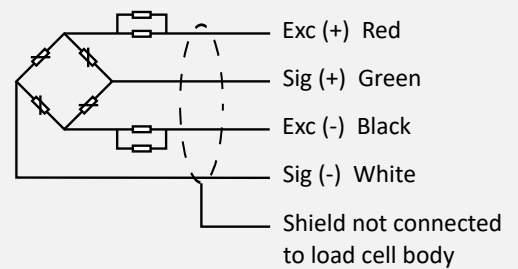 Exc (+) Red
Sig (+) Green
Exc (-) Black
Sig (-) White
Shield not connected
to load cell body